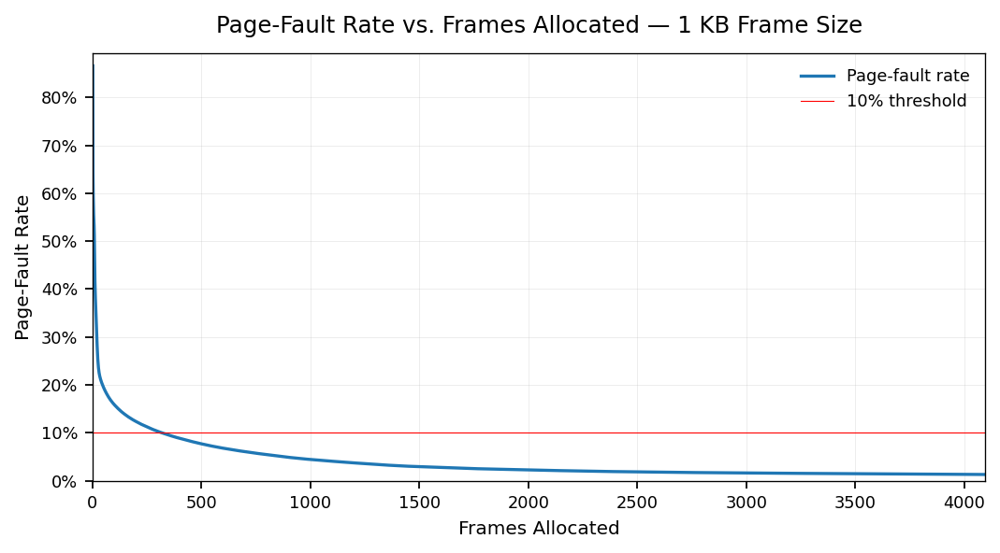 Page-Fault Rate vs. Frames Allocated — 1 KB Frame Size
Page-fault rate
10% threshold
80%
70%
60%
50%
40%
30%
20%
10%
0%
Page-Fault Rate
0 500 1000 1500 2000 2500 3000 3500 4000
Frames Allocated